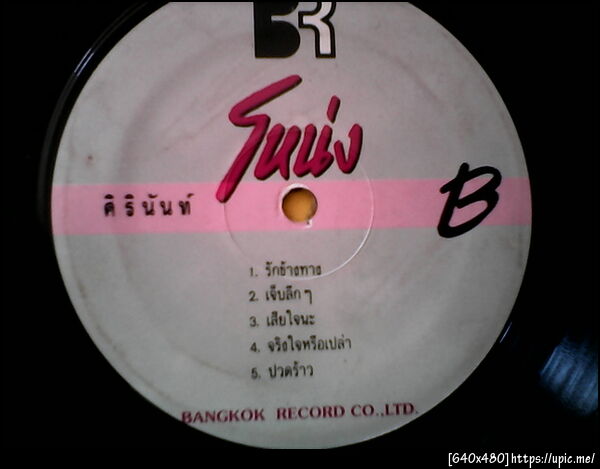 BR
โหน่ง
ศิรินันท์
B
1. รักข้างทาง
2. เจ็บลึก ๆ
3. เสียใจนะ
4. จริงใจหรือเปล่า
5. ปวดร้าว
BANGKOK RECORD CO.,LTD.
[640x480]https://upic.me/